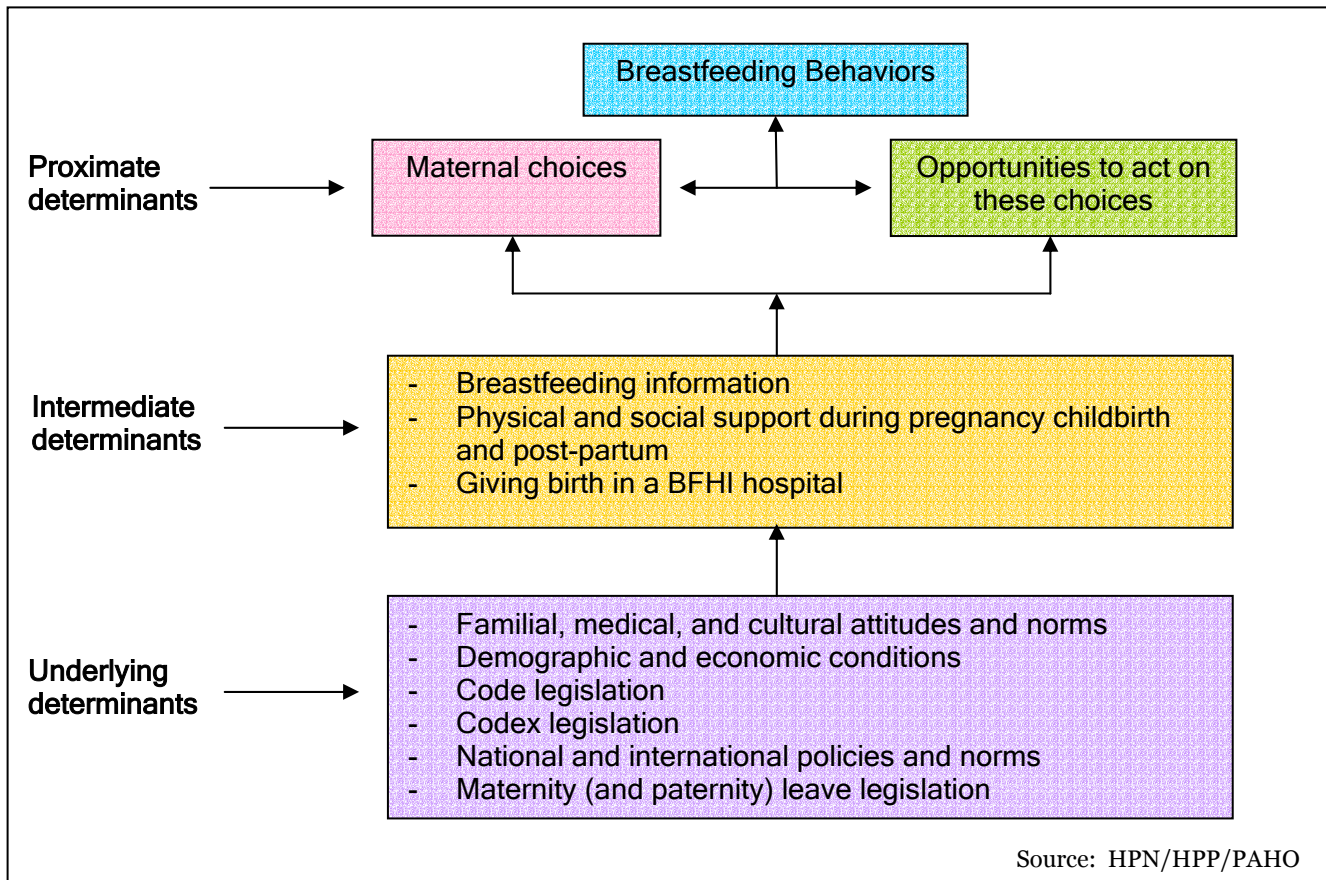 Breastfeeding Behaviors
Proximate
determinants
Maternal choices
Opportunities to act on
these choices
Intermediate
determinants
- Breastfeeding information
- Physical and social support during pregnancy childbirth
and post-partum
- Giving birth in a BFHI hospital
Underlying
determinants
- Familial, medical, and cultural attitudes and norms
- Demographic and economic conditions
- Code legislation
- Codex legislation
- National and international policies and norms
- Maternity (and paternity) leave legislation
Source: HPN/HPP/PAHO